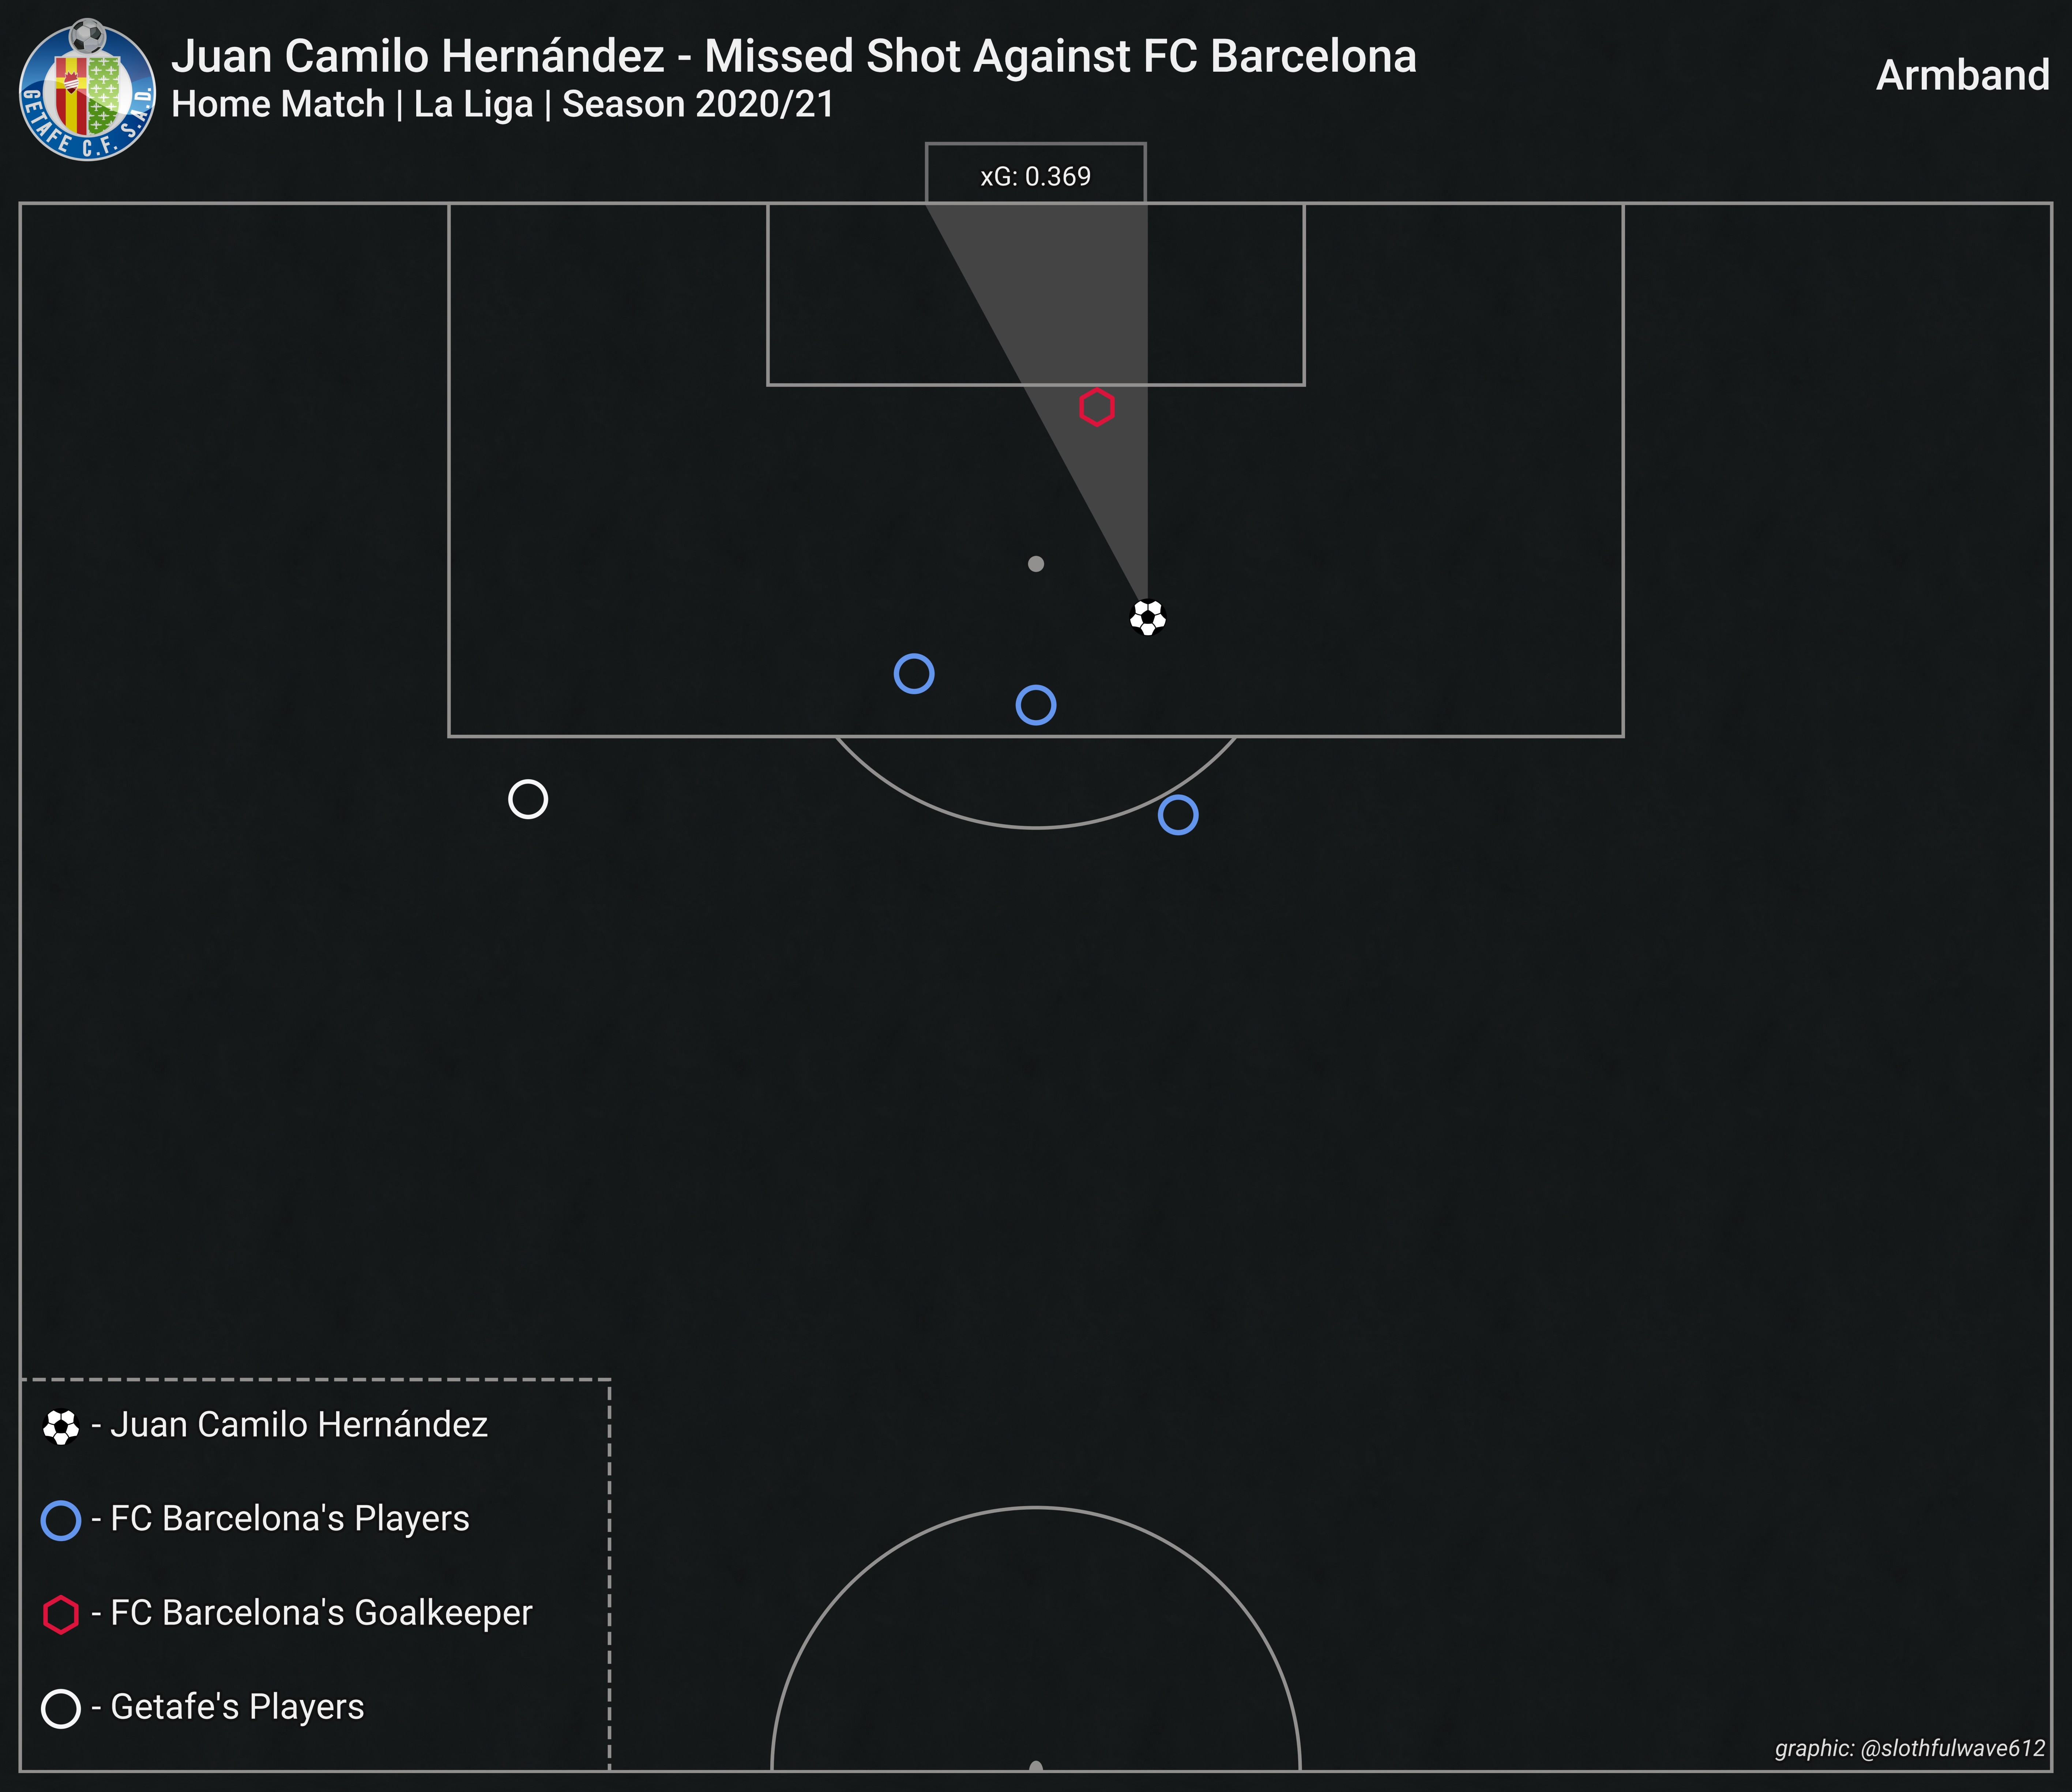 Juan Camilo Hernández - Missed Shot Against FC Barcelona
Home Match | La Liga | Season 2020/21
Armband
GETAFE C.F. S.A.D.
xG: 0.369
- Juan Camilo Hernández
- FC Barcelona's Players
- FC Barcelona's Goalkeeper
- Getafe's Players
graphic: @slothfulwave612